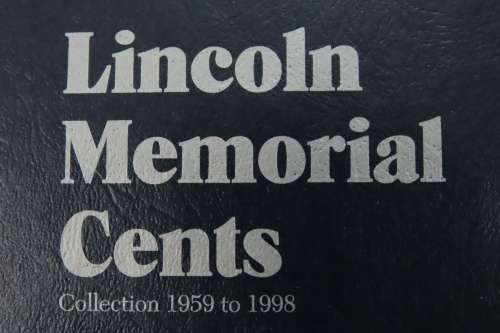 Lincoln
Memorial
Cents
Collection 1959 to 1998